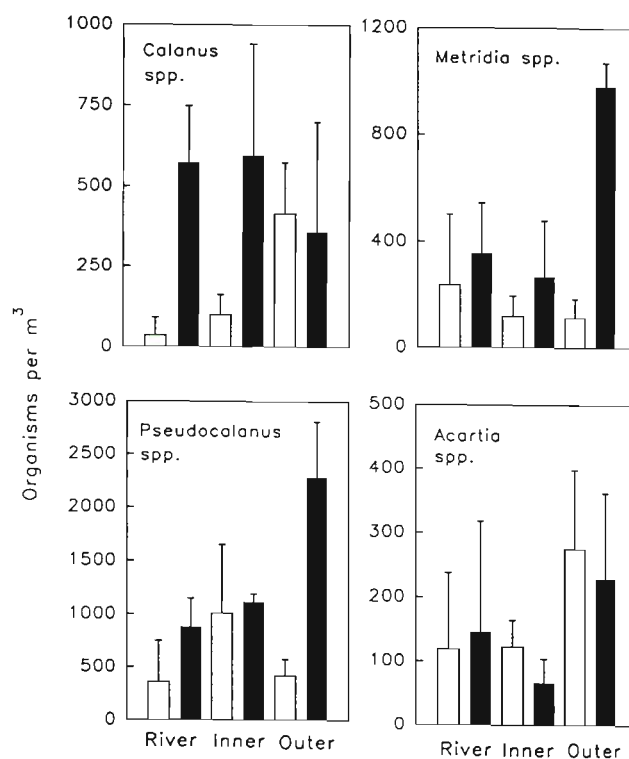 1000
Calanus
spp.
750
500
250
0
1200
Metridia spp.
800
400
0
Organisms per m³
3000
Pseudocalanus
spp.
2500
2000
1500
1000
500
0
River Inner Outer
500
Acartia
spp.
400
300
200
100
0
River Inner Outer